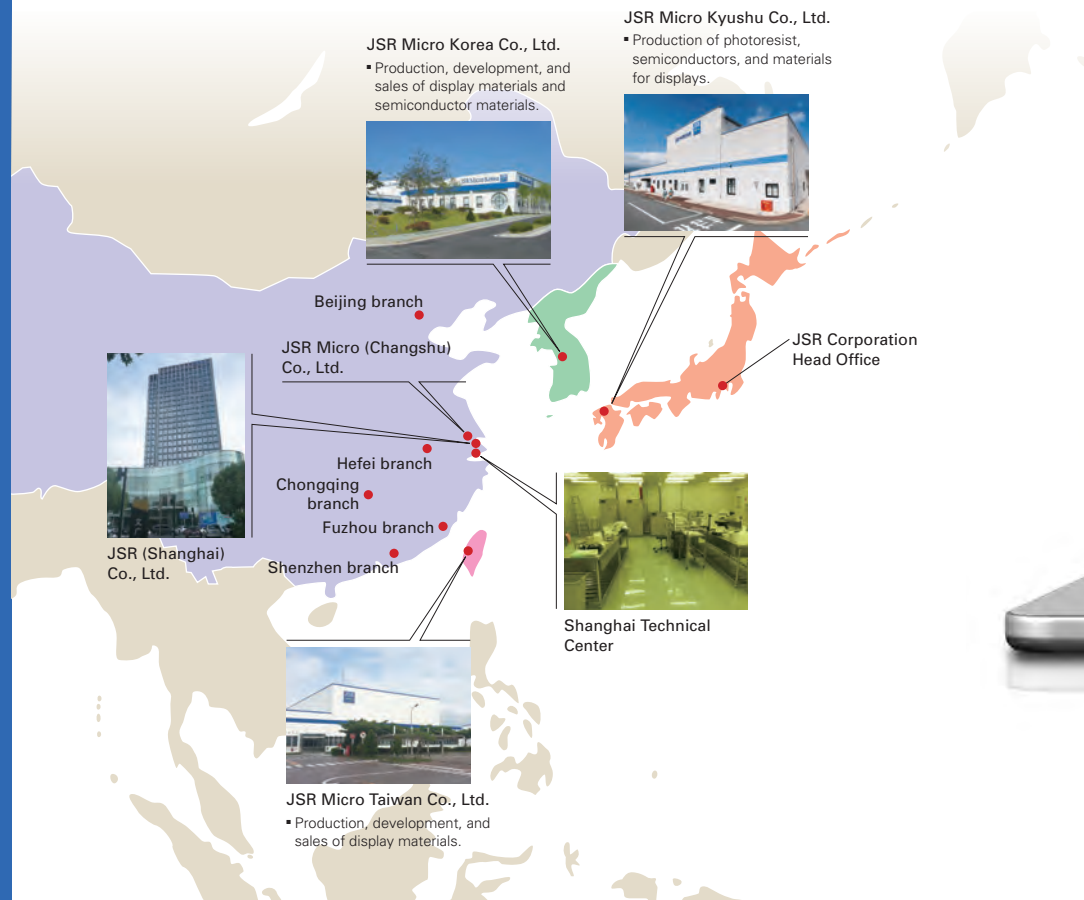 JSR Micro Kyushu Co., Ltd.
▪ Production of photoresist,
semiconductors, and materials
for displays.
JSR Micro Korea Co., Ltd.
▪ Production, development, and
sales of display materials and
semiconductor materials.
JSR Micro Korea
Beijing branch
JSR Micro (Changshu)
Co., Ltd.
JSR Corporation
Head Office
Hefei branch
Chongqing
branch
Fuzhou branch
Shenzhen branch
JSR (Shanghai)
Co., Ltd.
Shanghai Technical
Center
JSR Micro Taiwan Co., Ltd.
▪ Production, development, and
sales of display materials.